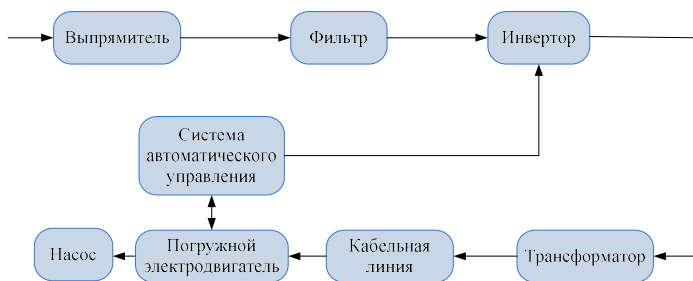 Выпрямитель
Фильтр
Инвертор
Система
автоматического
управления
Насос
Погружной
электродвигатель
Кабельная
линия
Трансформатор